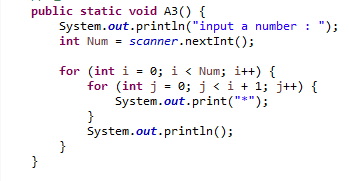 public static void A3() {
System.out.println("input a number : ");
int Num = scanner.nextInt();
for (int i = 0; i < Num; i++) {
for (int j = 0; j < i + 1; j++) {
System.out.print("*");
}
System.out.println();
}
}